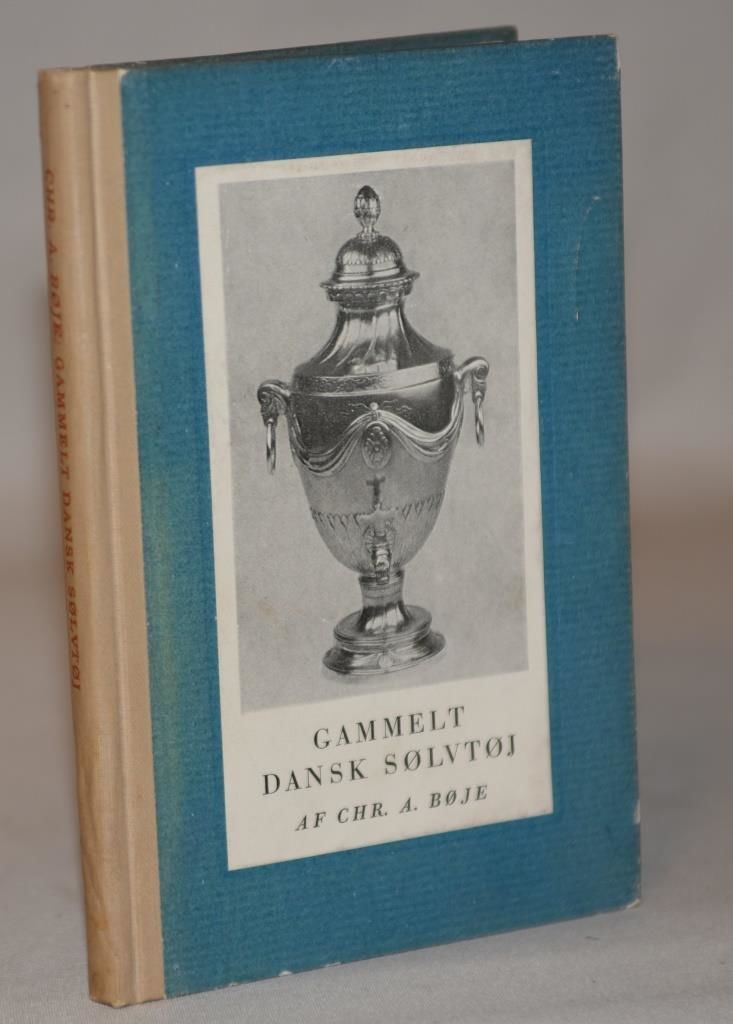 CHR. A. BØJE: GAMMELT DANSK SØLVTØJ
GAMMELT
DANSK SØLVTØJ
AF CHR. A. BØJE